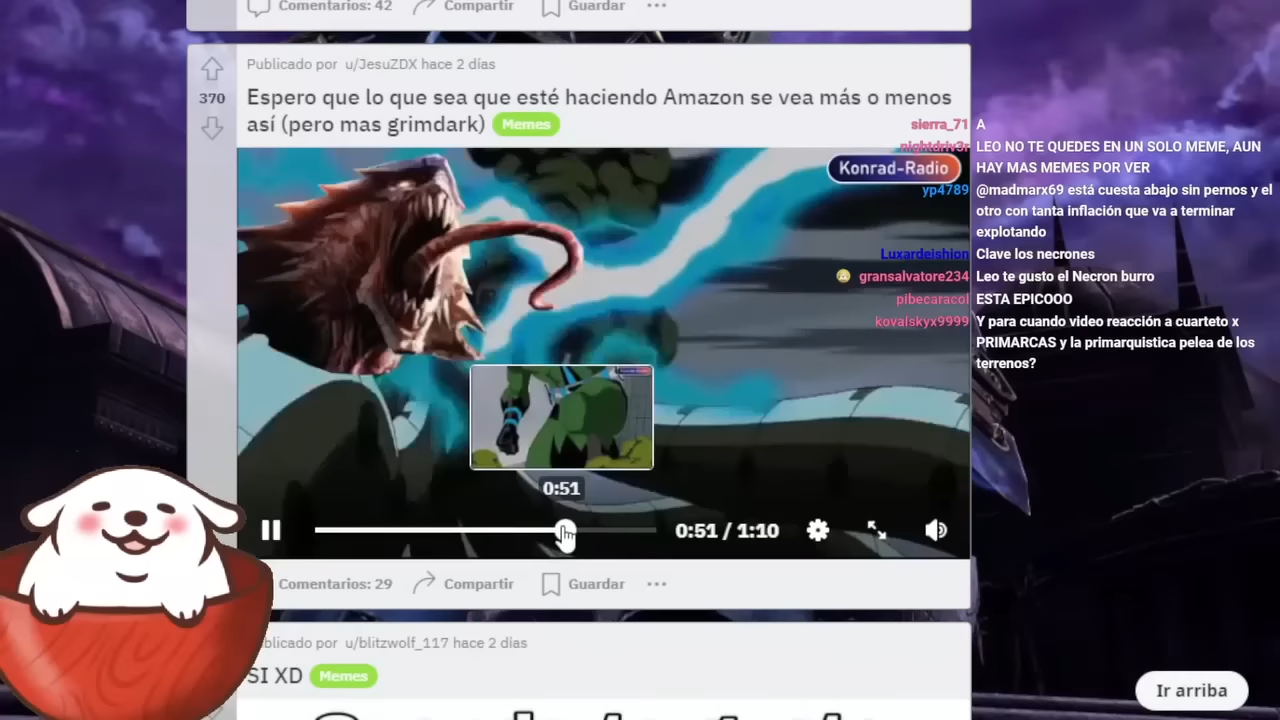 Comentarios: 42 Compartir Guardar
Publicado por u/JesuZDX hace 2 días
370
Espero que lo que sea que esté haciendo Amazon se vea más o menos
así (pero mas grimdark) Memes
Konrad-Radio
0:51
0:51 / 1:10
Comentarios: 29 Compartir Guardar
ublicado por u/blitzwolf_117 hace 2 días
SI XD Memes
sierra_71 A
nightdriv3r LEO NO TE QUEDES EN UN SOLO MEME, AUN
HAY MAS MEMES POR VER
yp4789 @madmarx69 está cuesta abajo sin pernos y el
otro con tanta inflación que va a terminar
explotando
Luxardeishion Clave los necrones
gransalvatore234 Leo te gusto el Necron burro
pibecaracol ESTA EPICOOO
kovalskyx9999 Y para cuando video reacción a cuarteto x
PRIMARCAS y la primarquistica pelea de los
terrenos?
Ir arriba